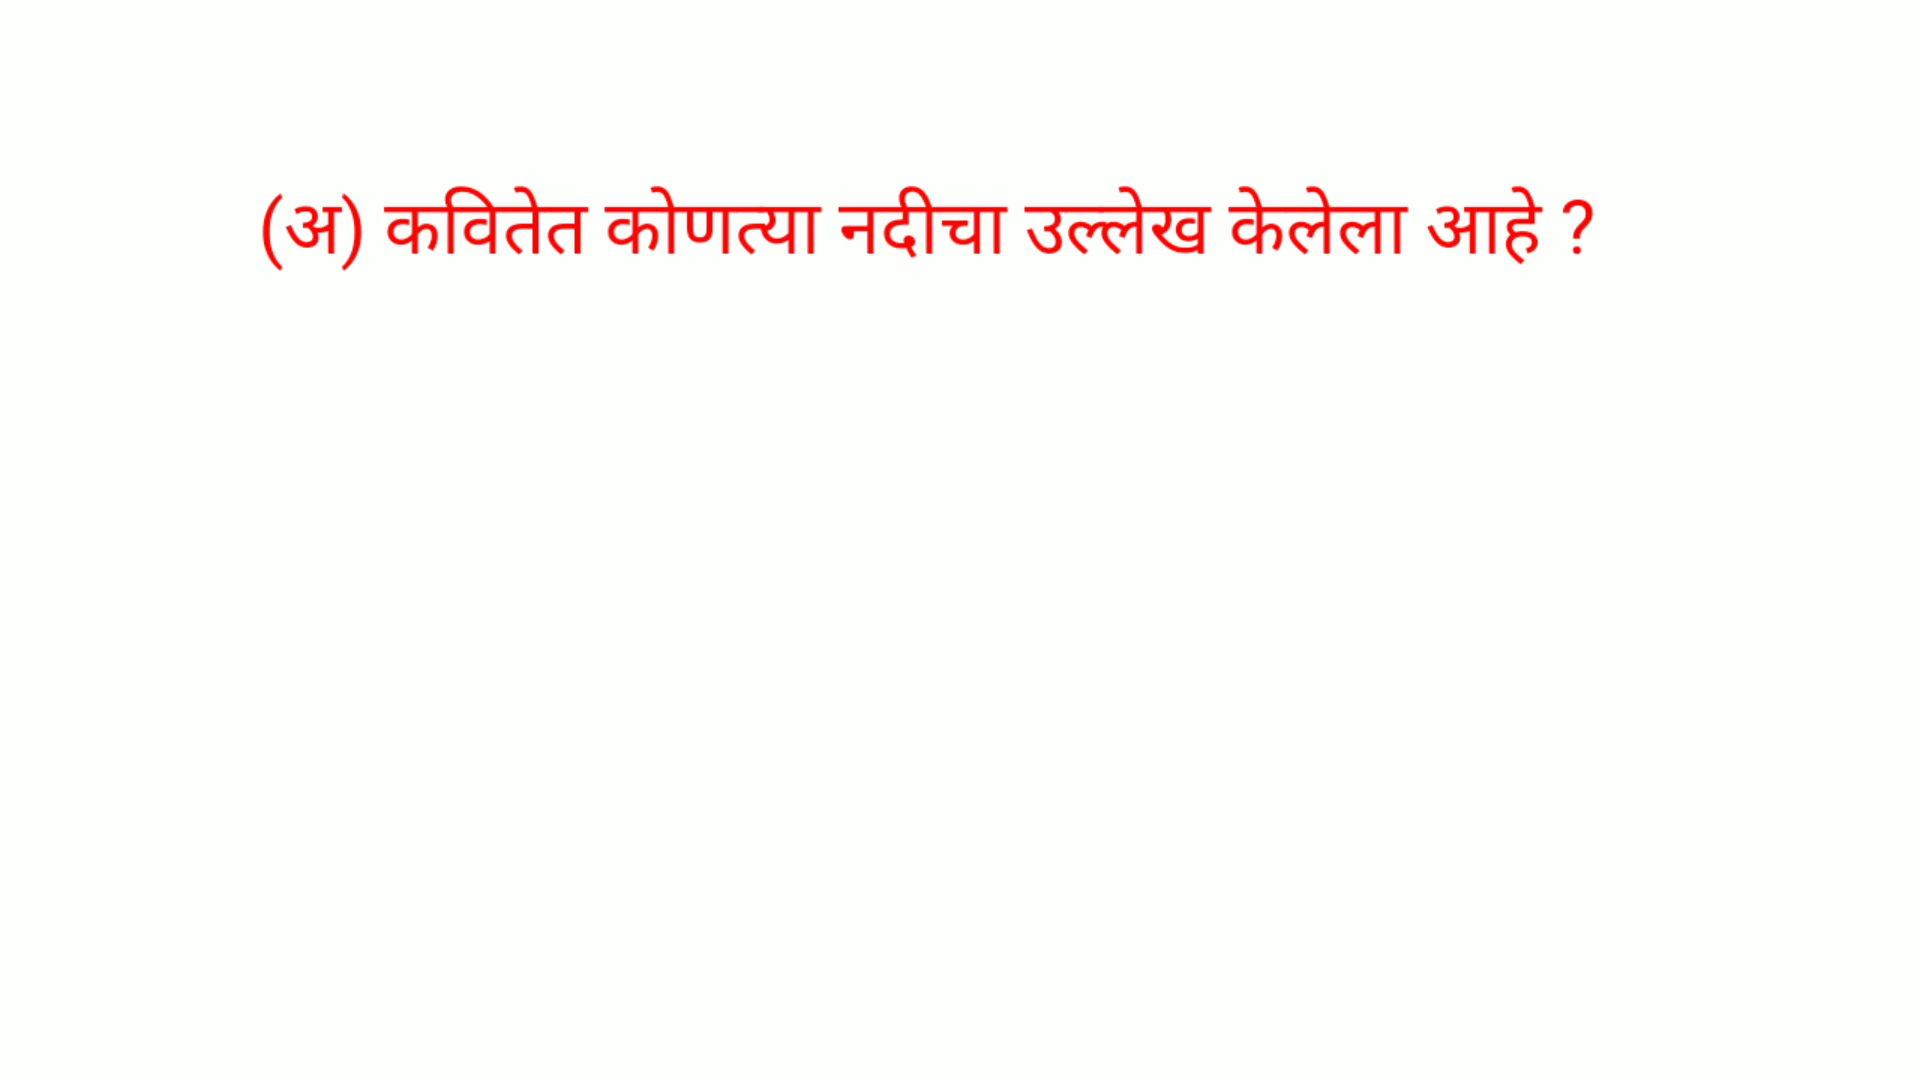 (अ) कवितेत कोणत्या नदीचा उल्लेख केलेला आहे ?